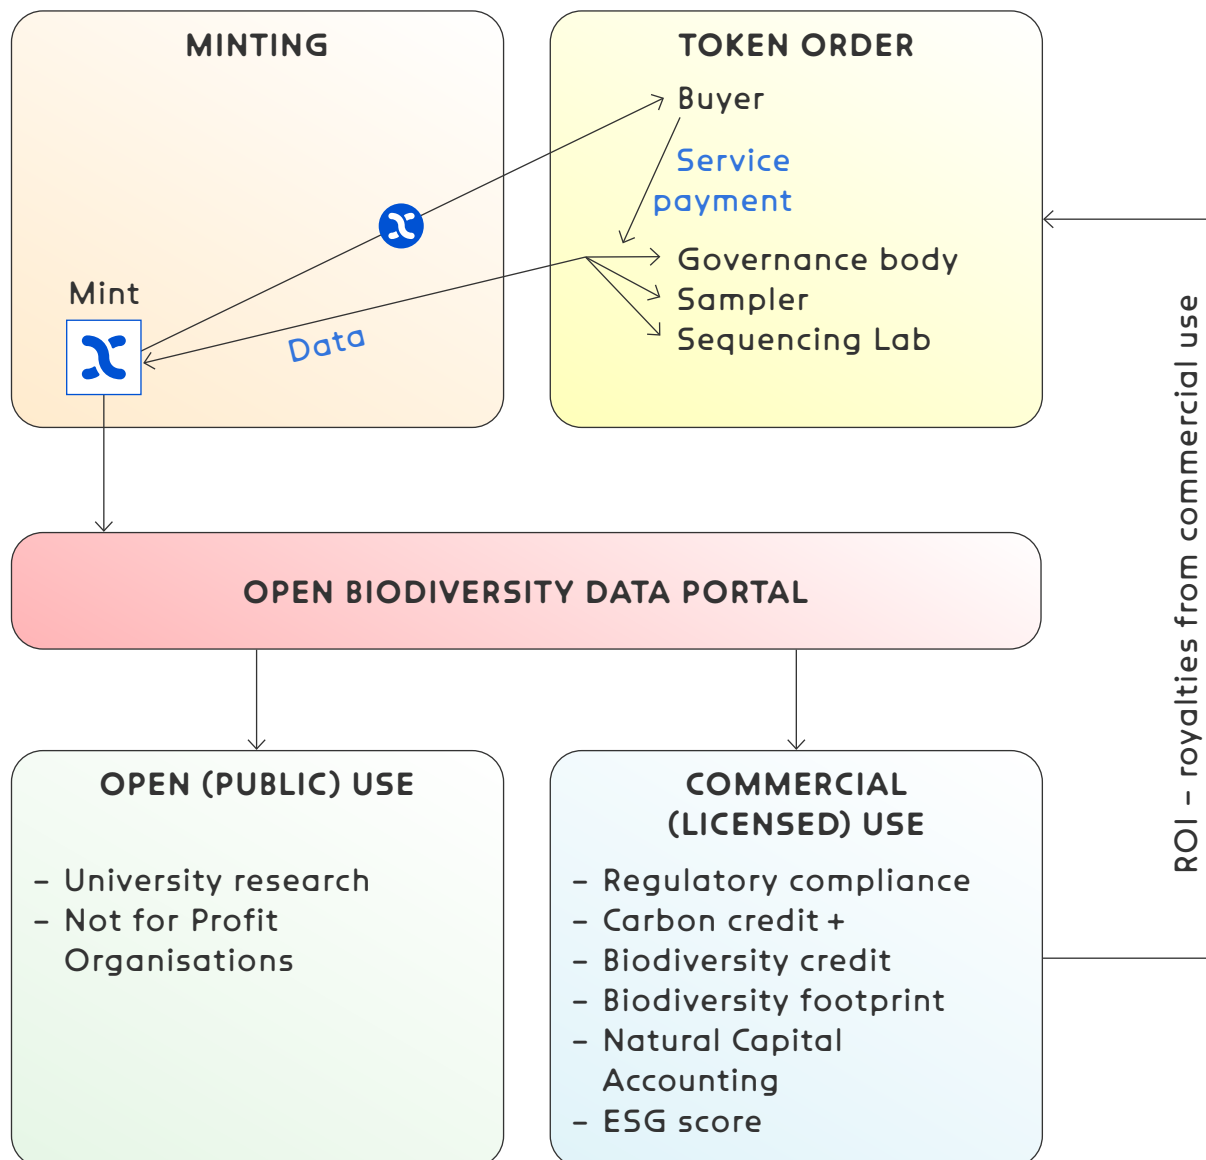 MINTING
Mint
Data
TOKEN ORDER
Buyer
Service
payment
Governance body
Sampler
Sequencing Lab
OPEN BIODIVERSITY DATA PORTAL
OPEN (PUBLIC) USE
– University research
– Not for Profit
Organisations
COMMERCIAL
(LICENSED) USE
– Regulatory compliance
– Carbon credit +
– Biodiversity credit
– Biodiversity footprint
– Natural Capital
Accounting
– ESG score
ROI – royalties from commercial use